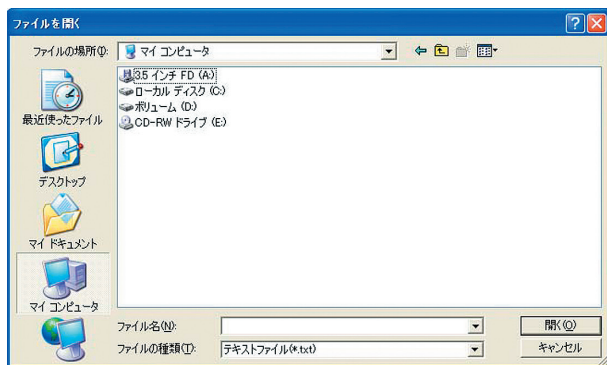 ファイルを開く
ファイルの場所(I):
マイ コンピュータ
3.5 インチ FD (A:)
ローカル ディスク (C:)
ボリューム (D:)
CD-RW ドライブ (E:)
最近使ったファイル
デスクトップ
マイ ドキュメント
マイ コンピュータ
ファイル名(N):
開く(O)
ファイルの種類(T):
テキストファイル(*.txt)
キャンセル